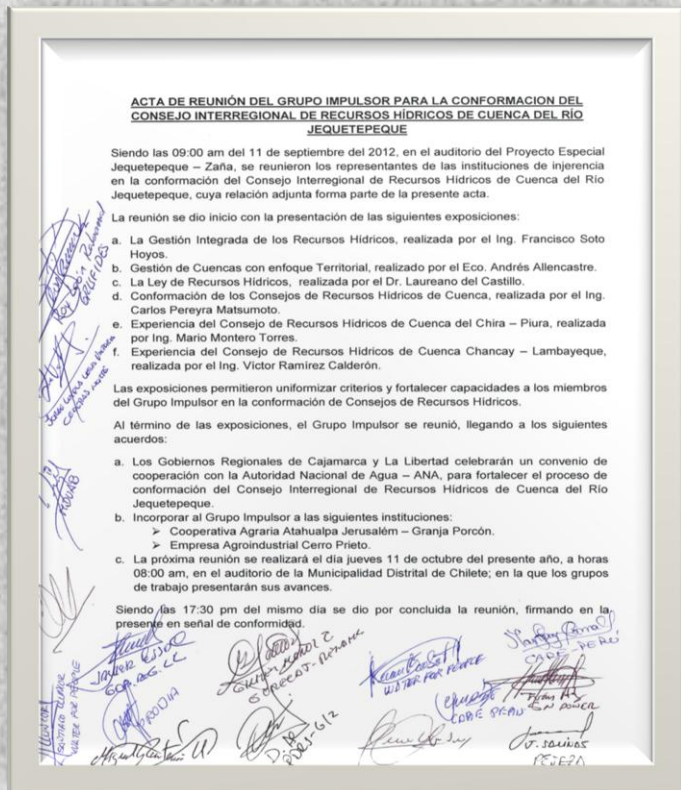 ACTA DE REUNIÓN DEL GRUPO IMPULSOR PARA LA CONFORMACION DEL
CONSEJO INTERREGIONAL DE RECURSOS HÍDRICOS DE CUENCA DEL RÍO
JEQUETEPEQUE
Siendo las 09:00 am del 11 de septiembre del 2012, en el auditorio del Proyecto Especial
Jequetepeque – Zaña, se reunieron los representantes de las instituciones de injerencia
en la conformación del Consejo Interregional de Recursos Hídricos de Cuenca del Río
Jequetepeque, cuya relación adjunta forma parte de la presente acta.
La reunión se dio inicio con la presentación de las siguientes exposiciones:
a. La Gestión Integrada de los Recursos Hídricos, realizada por el Ing. Francisco Soto
Hoyos.
b. Gestión de Cuencas con enfoque Territorial, realizado por el Eco. Andrés Allencastre.
c. La Ley de Recursos Hídricos, realizada por el Dr. Laureano del Castillo.
d. Conformación de los Consejos de Recursos Hídricos de Cuenca, realizada por el Ing.
Carlos Pereyra Matsumoto.
e. Experiencia del Consejo de Recursos Hídricos de Cuenca del Chira – Piura, realizada
por Ing. Mario Montero Torres.
f. Experiencia del Consejo de Recursos Hídricos de Cuenca Chancay – Lambayeque,
realizada por el Ing. Víctor Ramírez Calderón.
Las exposiciones permitieron uniformizar criterios y fortalecer capacidades a los miembros
del Grupo Impulsor en la conformación de Consejos de Recursos Hídricos.
Al término de las exposiciones, el Grupo Impulsor se reunió, llegando a los siguientes
acuerdos:
a. Los Gobiernos Regionales de Cajamarca y La Libertad celebrarán un convenio de
cooperación con la Autoridad Nacional de Agua – ANA, para fortalecer el proceso de
conformación del Consejo Interregional de Recursos Hídricos de Cuenca del Río
Jequetepeque.
b. Incorporar al Grupo Impulsor a las siguientes instituciones:
➢ Cooperativa Agraria Atahualpa Jerusalém – Granja Porcón.
➢ Empresa Agroindustrial Cerro Prieto.
c. La próxima reunión se realizará el día jueves 11 de octubre del presente año, a horas
08:00 am, en el auditorio de la Municipalidad Distrital de Chilete; en la que los grupos
de trabajo presentarán sus avances.
Siendo las 17:30 pm del mismo día se dio por concluida la reunión, firmando en la
presente en señal de conformidad.
GRUFIDES
JAVIER
WATER FOR PEOPLE
CARE-PERÚ
CARE PERÚ
SN POWER
WATER FOR PEOPLE
J. SALINAS
PEJEZA